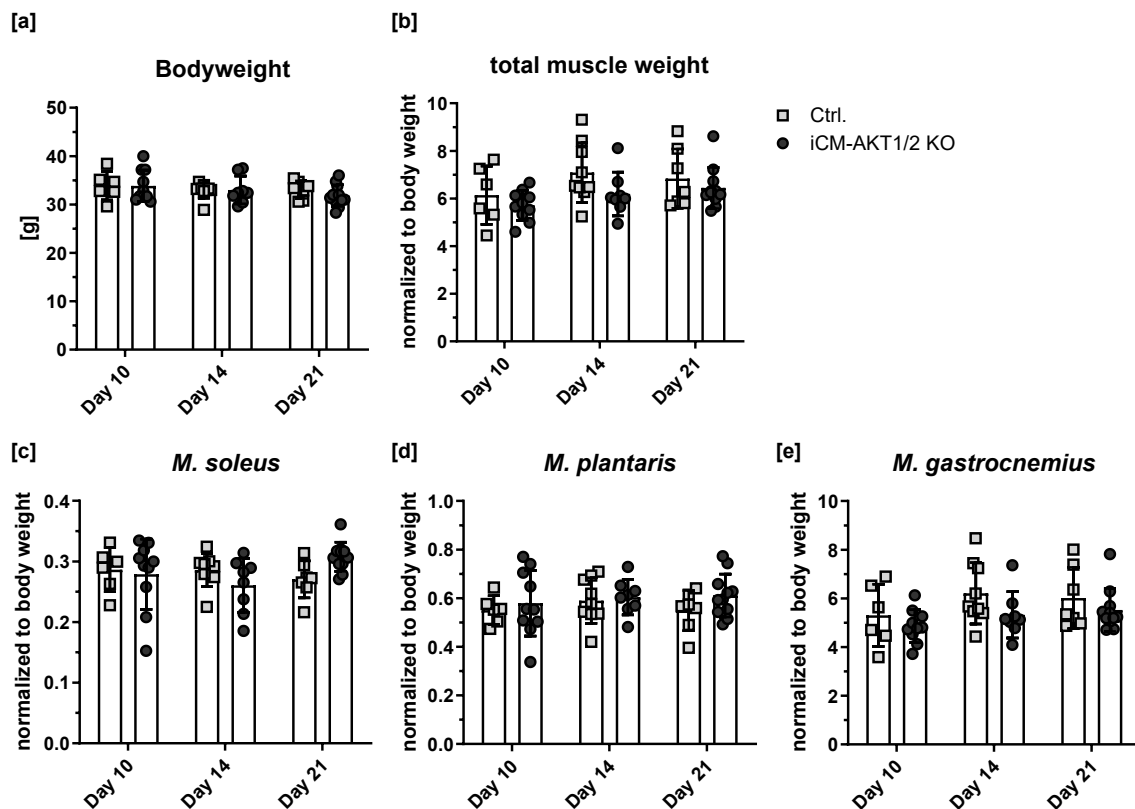 [a]
Bodyweight
[g]
50
40
30
20
10
0
Day 10
Day 14
Day 21
[b]
total muscle weight
normalized to body weight
10
8
6
4
2
0
Day 10
Day 14
Day 21
Ctrl.
iCM-AKT1/2 KO
[c]
M. soleus
normalized to body weight
0.4
0.3
0.2
0.1
0.0
Day 10
Day 14
Day 21
[d]
M. plantaris
normalized to body weight
1.0
0.8
0.6
0.4
0.2
0.0
Day 10
Day 14
Day 21
[e]
M. gastrocnemius
normalized to body weight
10
8
6
4
2
0
Day 10
Day 14
Day 21